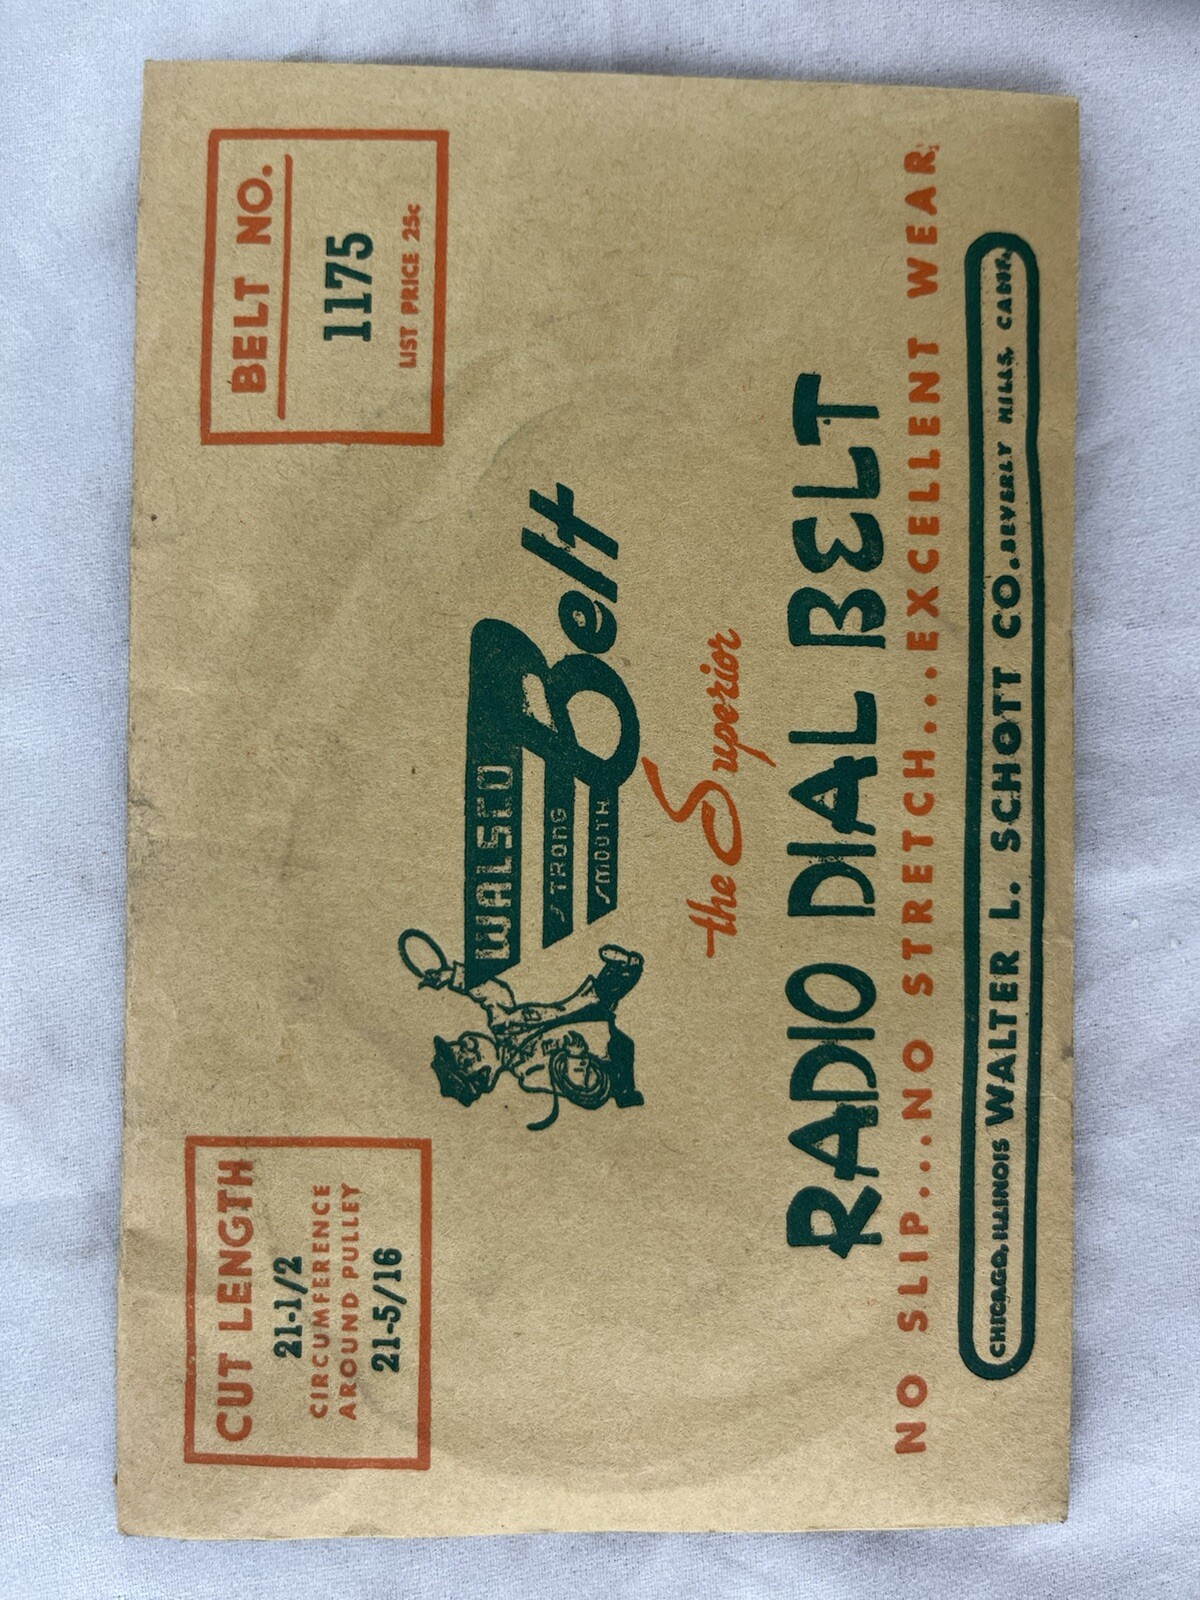 CUT LENGTH
21-1/2
CIRCUMFERENCE
AROUND PULLEY
21-5/16
BELT NO.
1175
LIST PRICE 25¢
WALSCO
Belt
STRONG
SMOOTH
the Superior
RADIO DIAL BELT
NO SLIP...NO STRETCH...EXCELLENT WEAR
CHICAGO, ILLINOIS WALTER L. SCHOTT CO. BEVERLY HILLS, CALIF.